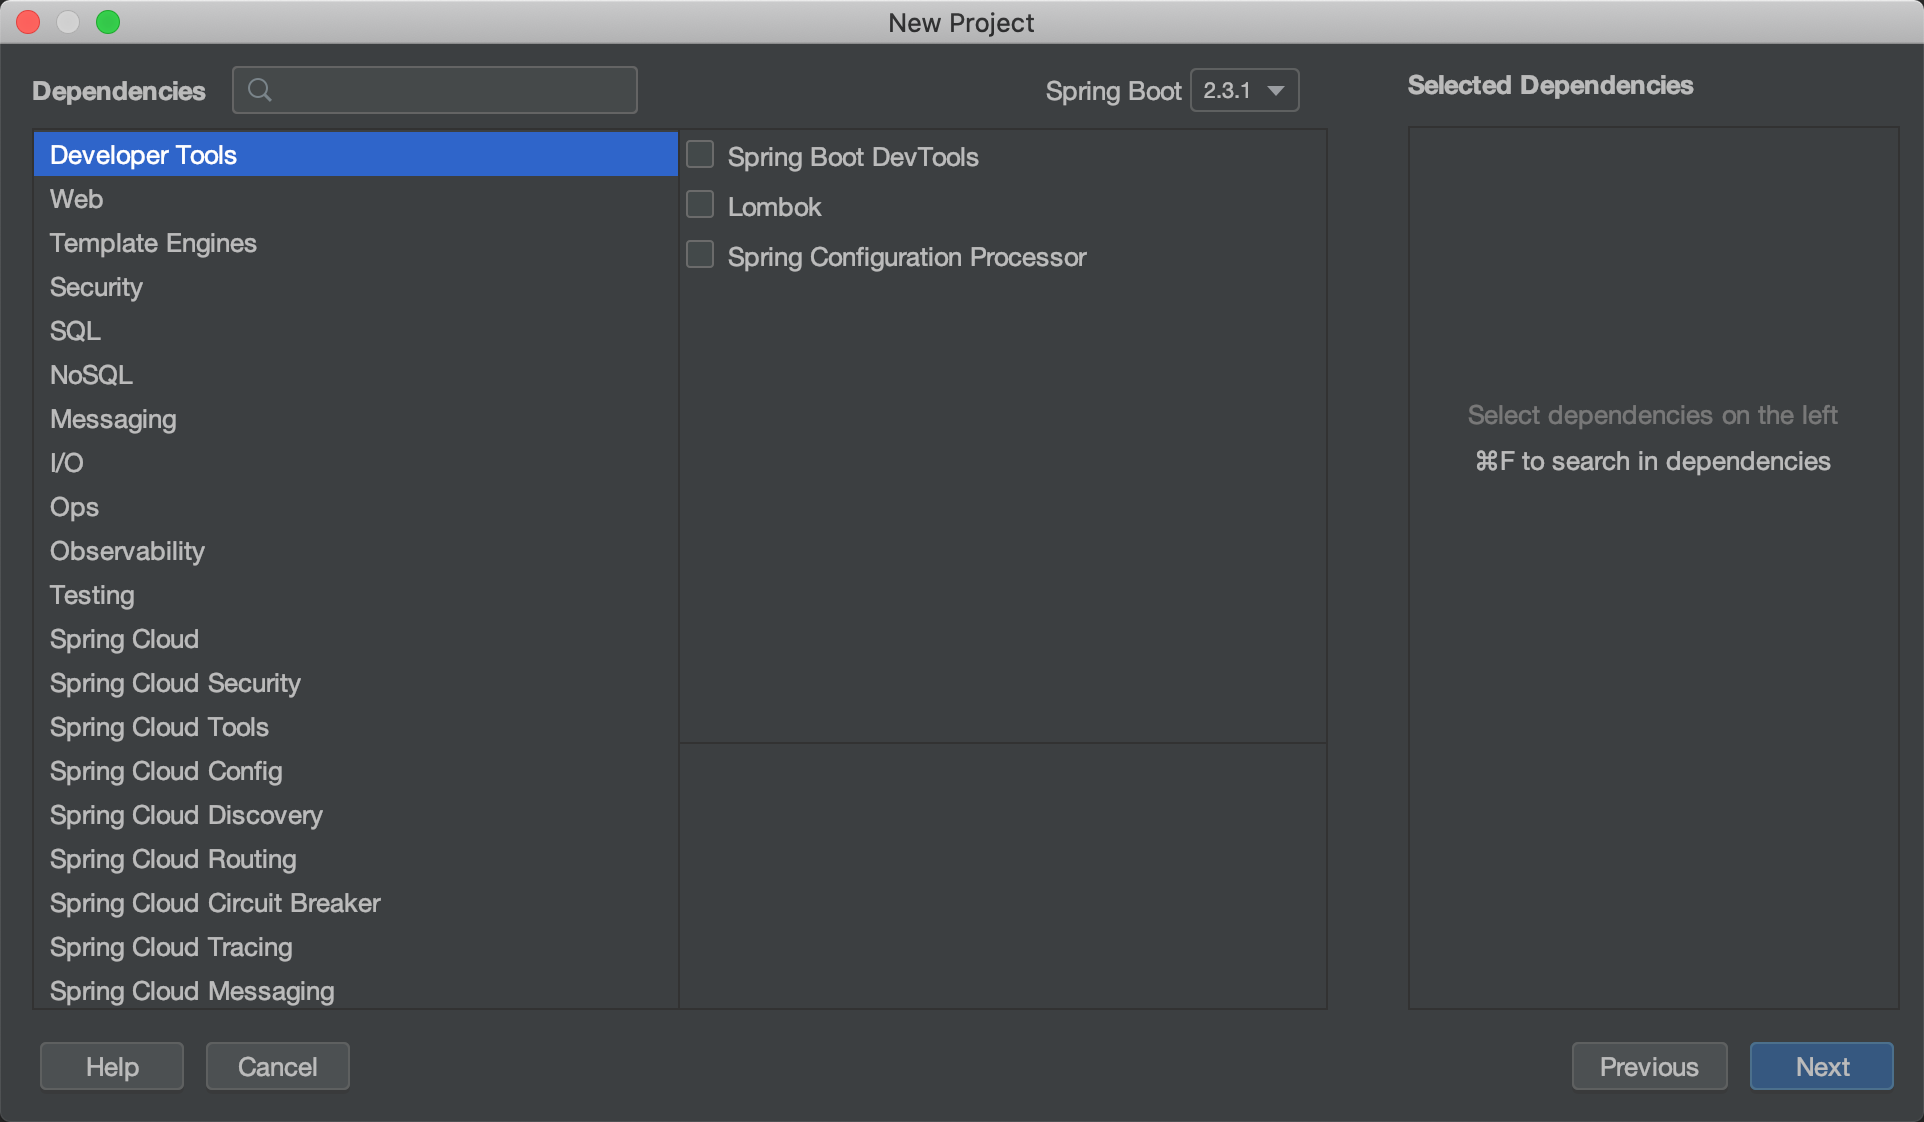 New Project
Dependencies
Spring Boot 2.3.1
Selected Dependencies
Developer Tools
Web
Template Engines
Security
SQL
NoSQL
Messaging
I/O
Ops
Observability
Testing
Spring Cloud
Spring Cloud Security
Spring Cloud Tools
Spring Cloud Config
Spring Cloud Discovery
Spring Cloud Routing
Spring Cloud Circuit Breaker
Spring Cloud Tracing
Spring Cloud Messaging
Spring Boot DevTools
Lombok
Spring Configuration Processor
Select dependencies on the left
⌘F to search in dependencies
Help
Cancel
Previous
Next